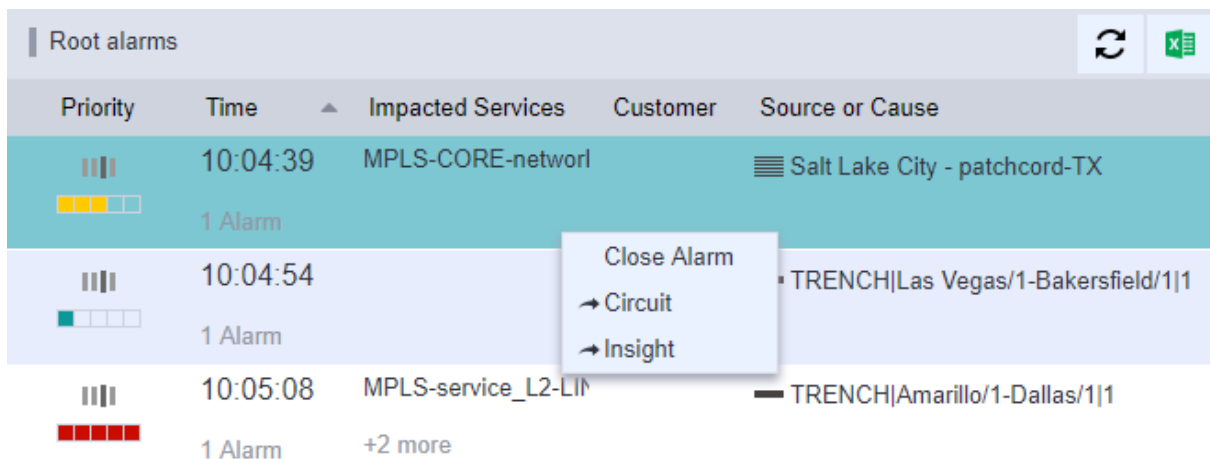 Root alarms
Priority Time Impacted Services Customer Source or Cause
10:04:39 MPLS-CORE-network Salt Lake City - patchcord-TX
1 Alarm
10:04:54 TRENCH|Las Vegas/1-Bakersfield/1|1
1 Alarm
Close Alarm
Circuit
Insight
10:05:08 MPLS-service_L2-LIN TRENCH|Amarillo/1-Dallas/1|1
1 Alarm +2 more